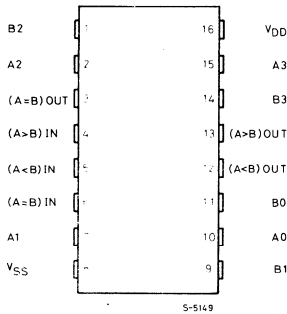 B2 1 16 VDD
A2 2 15 A3
(A=B)OUT 3 14 B3
(A>B)IN 4 13 (A>B)OUT
(A<B)IN 5 12 (A<B)OUT
(A=B)IN 6 11 B0
A1 7 10 A0
VSS 8 9 B1
S-5149